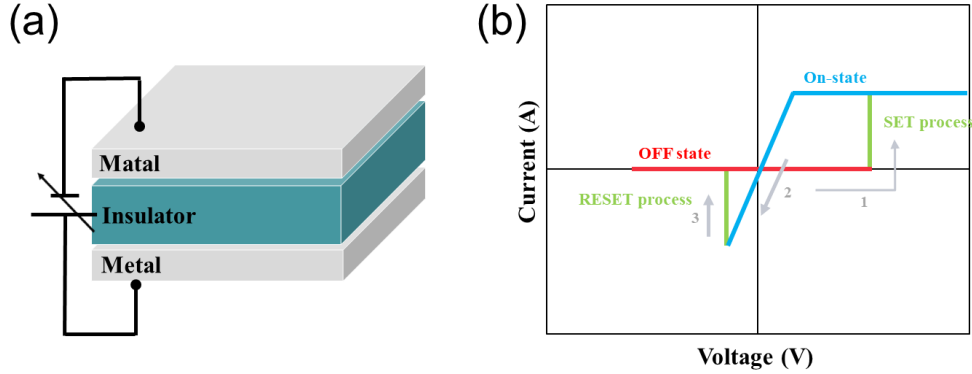 (a)
Matal
Insulator
Metal
(b)
On-state
SET process
OFF state
RESET process
3
2
1
Current (A)
Voltage (V)